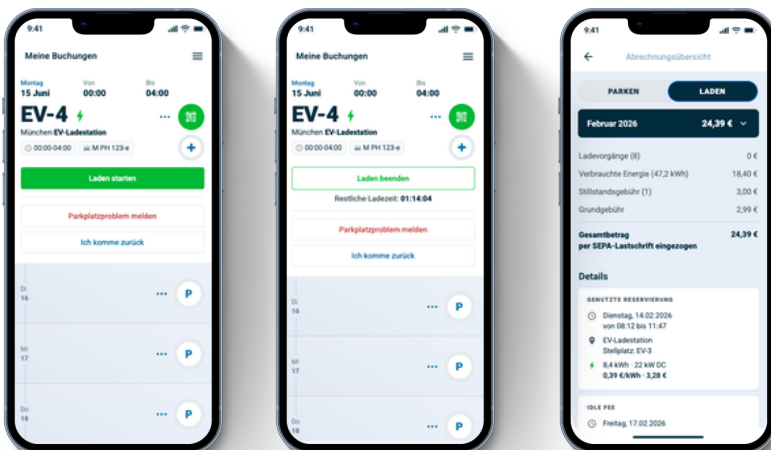 9:41
Meine Buchungen
Montag Von Bis
15 Juni 00:00 04:00
EV-4
München EV-Ladestation
00:00-04:00 M PH 123-e
Laden starten
Parkplatzproblem melden
Ich komme zurück
Di
16
P
Mi
17
P
Do
18
P
9:41
Meine Buchungen
Montag Von Bis
15 Juni 00:00 04:00
EV-4
München EV-Ladestation
00:00-04:00 M PH 123-e
Laden beenden
Restliche Ladezeit: 01:14:04
Parkplatzproblem melden
Ich komme zurück
Di
16
P
Mi
17
P
Do
18
P
9:41
Abrechnungsübersicht
PARKEN LADEN
Februar 2026 24,39 €
Ladevorgänge (8) 0 €
Verbrauchte Energie (47,2 kWh) 18,40 €
Stillstandsgebühr (1) 3,00 €
Grundgebühr 2,99 €
Gesamtbetrag 24,39 €
per SEPA-Lastschrift eingezogen
Details
GENUTZTE RESERVIERUNG
Dienstag, 14.02.2026
von 08:12 bis 11:47
EV-Ladestation
Stellplatz: EV-3
8,4 kWh · 22 kW DC
0,39 €/kWh · 3,28 €
IDLE FEE
Freitag, 17.02.2026